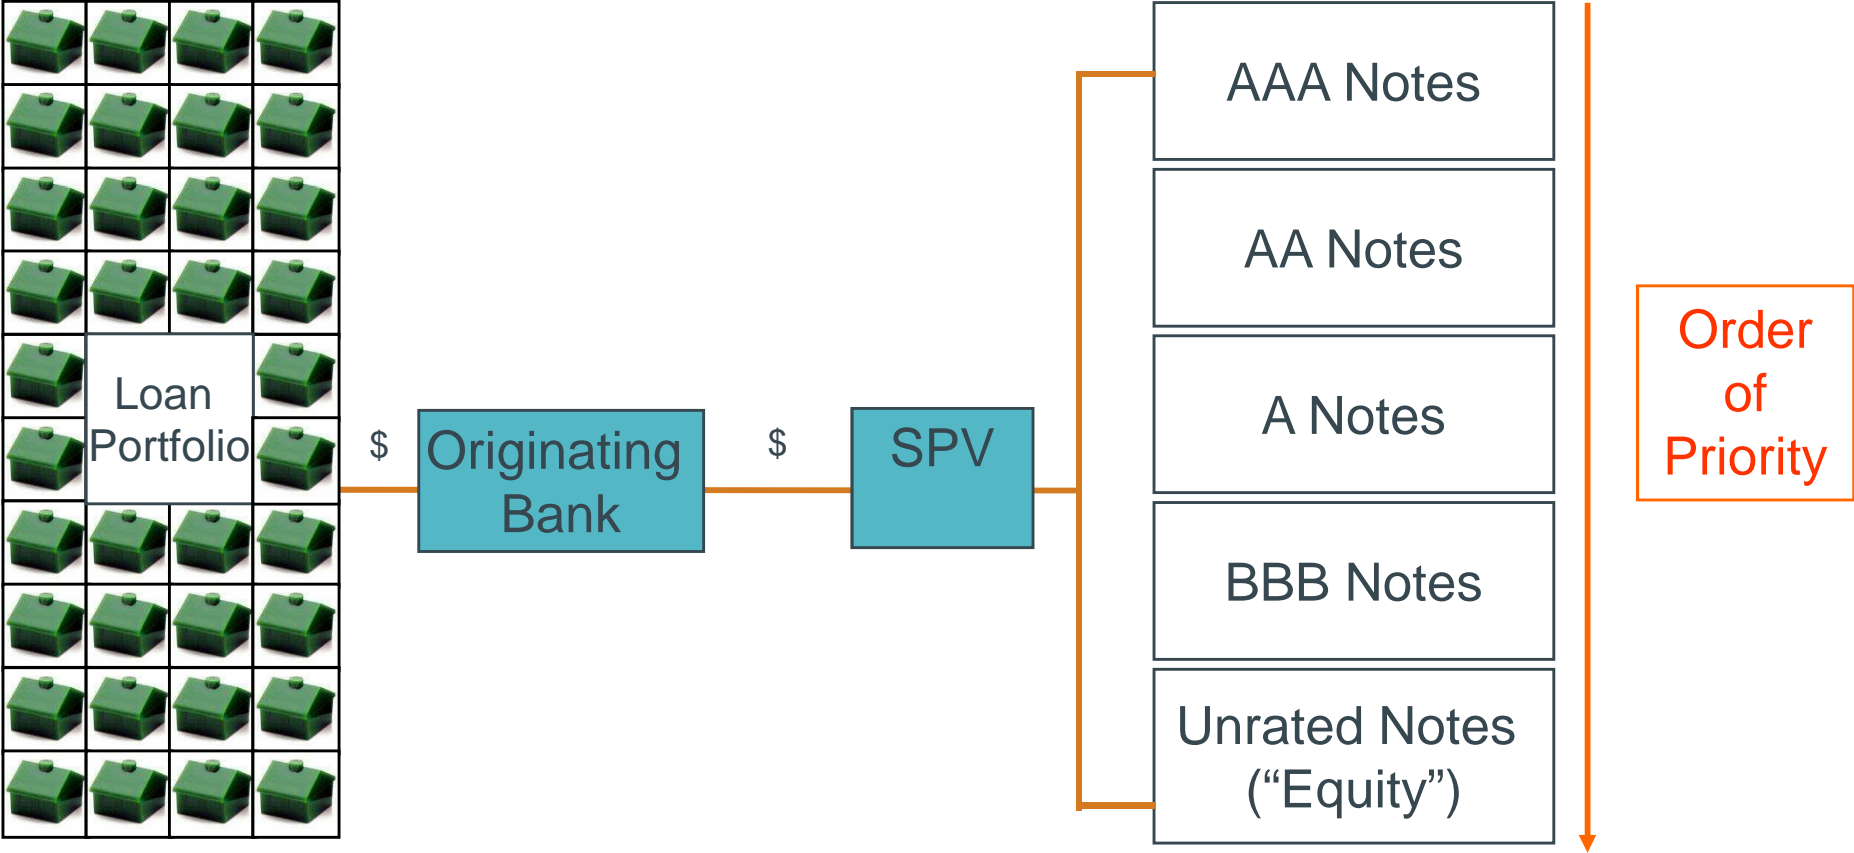 Loan
Portfolio
$
Originating
Bank
$
SPV
AAA Notes
AA Notes
A Notes
BBB Notes
Unrated Notes
(“Equity”)
Order
of
Priority